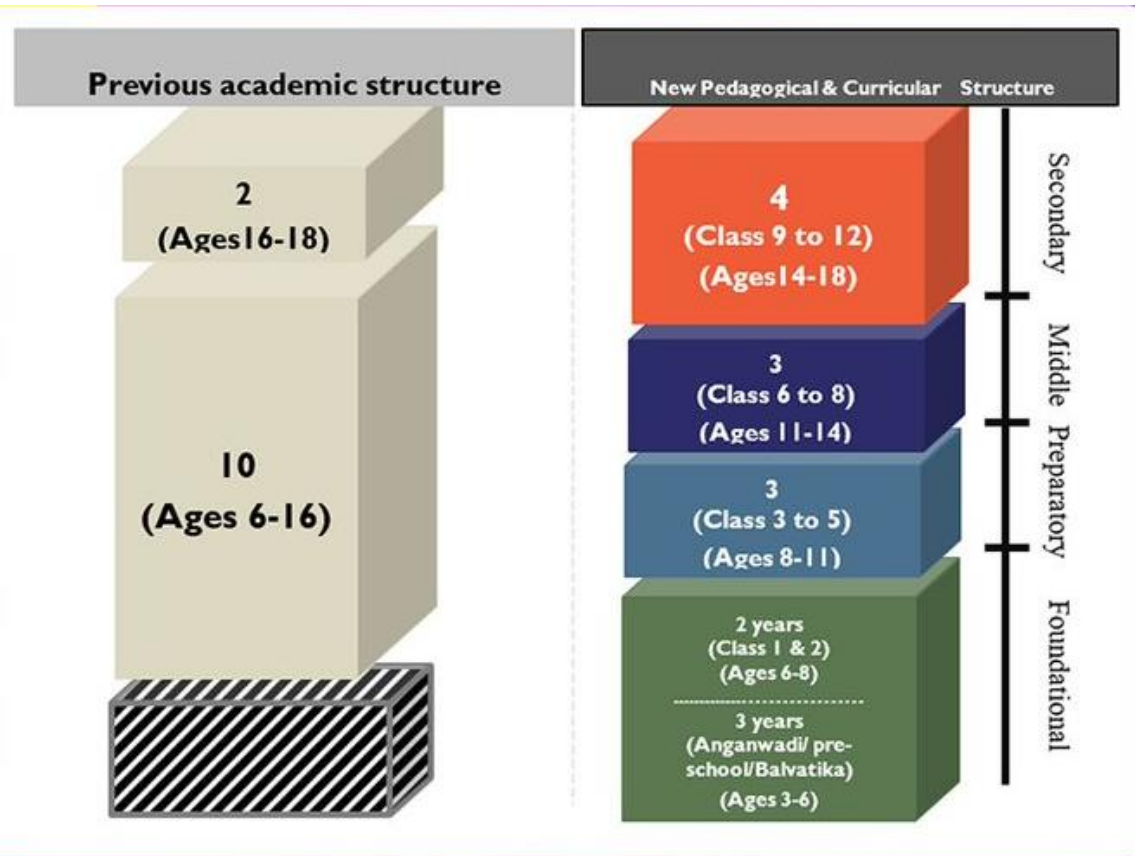 Previous academic structure
New Pedagogical & Curricular Structure
2
(Ages16-18)
10
(Ages 6-16)
4
(Class 9 to 12)
(Ages14-18)
3
(Class 6 to 8)
(Ages 11-14)
3
(Class 3 to 5)
(Ages 8-11)
2 years
(Class 1 & 2)
(Ages 6-8)
3 years
(Anganwadi/ pre-
school/Balvatika)
(Ages 3-6)
Secondary
Middle
Preparatory
Foundational